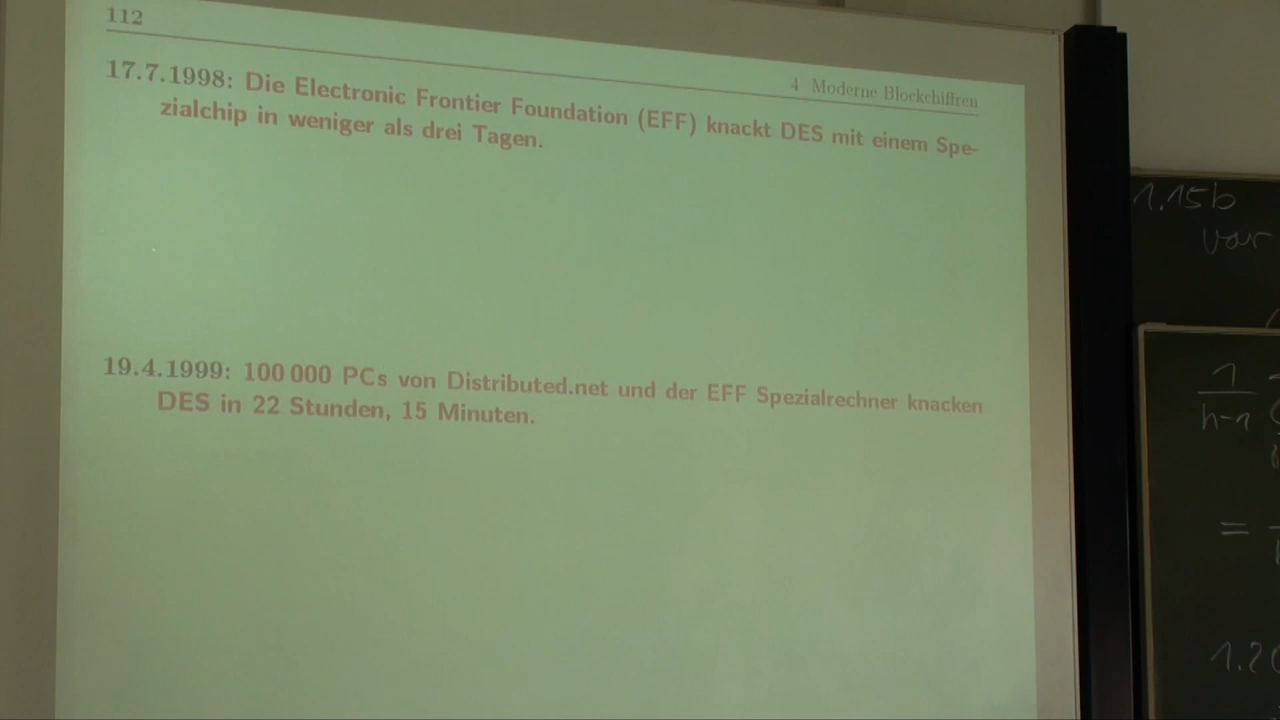 112
4 Moderne Blockchiffren
17.7.1998: Die Electronic Frontier Foundation (EFF) knackt DES mit einem Spe-
zialchip in weniger als drei Tagen.
19.4.1999: 100 000 PCs von Distributed.net und der EFF Spezialrechner knacken
DES in 22 Stunden, 15 Minuten.
1.15b
var
1
n-1
=